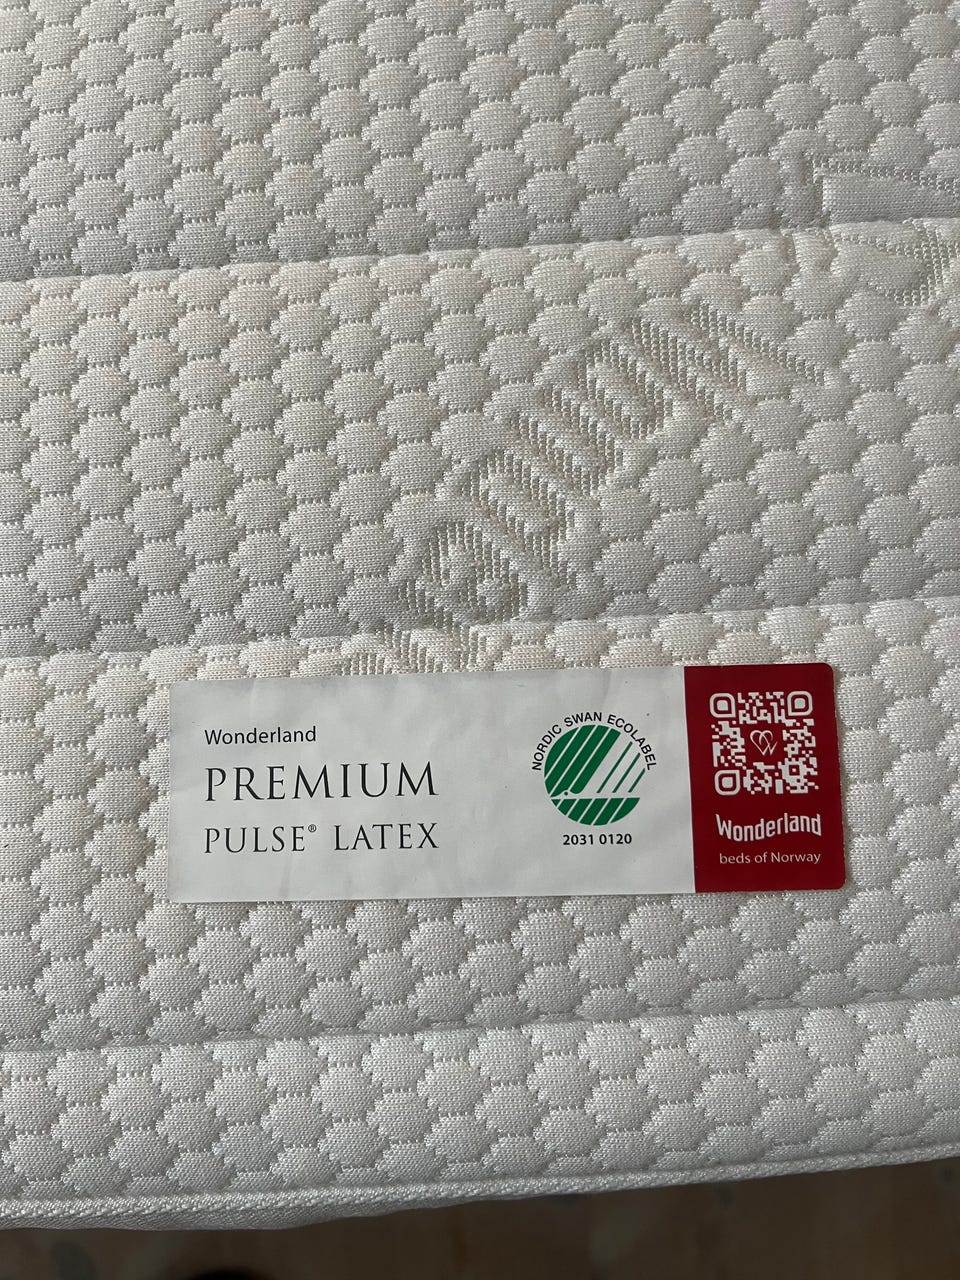 Wonderland
PREMIUM
PULSE® LATEX
NORDIC SWAN ECOLABEL
2031 0120
Wonderland
beds of Norway